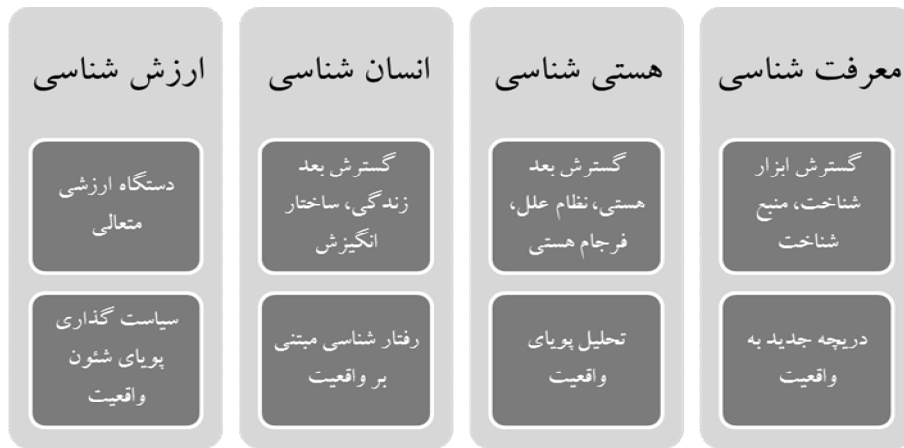 معرفت شناسی
گسترش ابزار
شناخت، منبع
شناخت
دریچه جدید به
واقعیت
هستی شناسی
گسترش بعد
هستی، نظام علل،
فرجام هستی
تحلیل پویای
واقعیت
انسان شناسی
گسترش بعد
زندگی، ساختار
انگیزش
رفتار شناسی مبتنی
بر واقعیت
ارزش شناسی
دستگاه ارزشی
متعالی
سیاست گذاری
پویای شئون
واقعیت